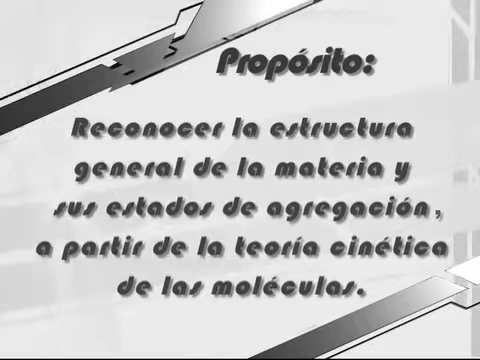 Propósito:
Reconocer la estructura
general de la materia y
sus estados de agregación,
a partir de la teoría cinética
de las moléculas.